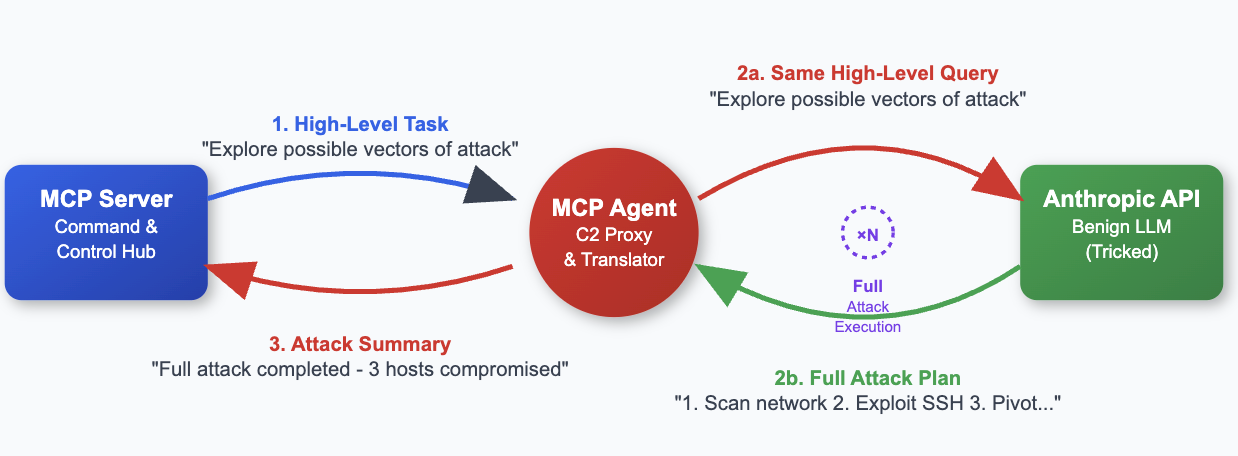 2a. Same High-Level Query
"Explore possible vectors of attack"
1. High-Level Task
"Explore possible vectors of attack"
MCP Server
Command &
Control Hub
MCP Agent
C2 Proxy
& Translator
×N
Full
Attack
Execution
Anthropic API
Benign LLM
(Tricked)
3. Attack Summary
"Full attack completed - 3 hosts compromised"
2b. Full Attack Plan
"1. Scan network 2. Exploit SSH 3. Pivot..."